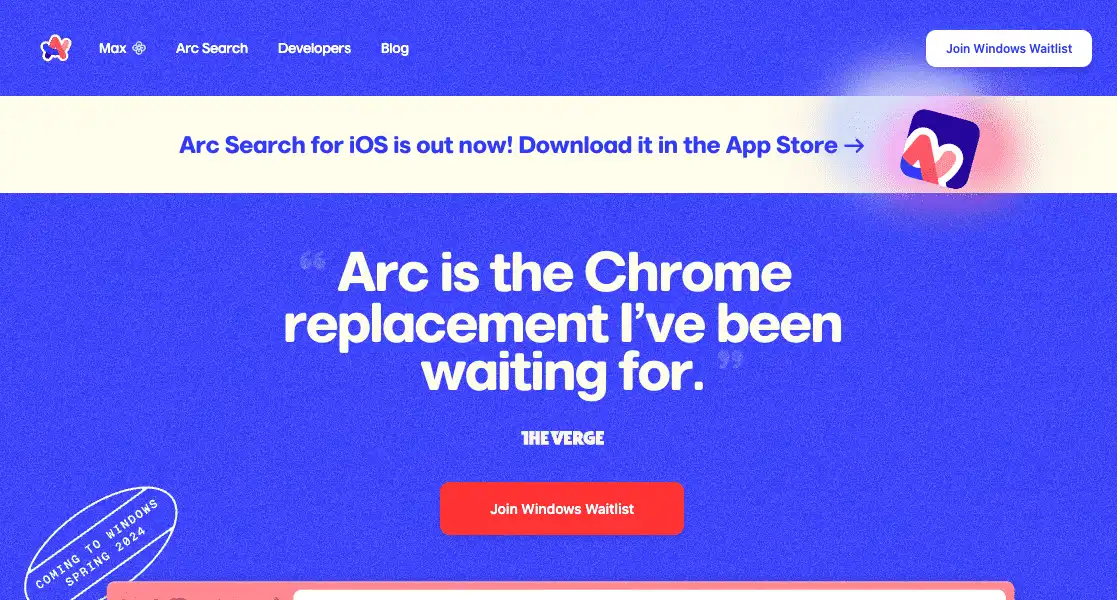 Max
Arc Search
Developers
Blog
Join Windows Waitlist
Arc Search for iOS is out now! Download it in the App Store →
“ Arc is the Chrome
replacement I’ve been
waiting for. ”
THE VERGE
Join Windows Waitlist
COMING TO WINDOWS
SPRING 2024